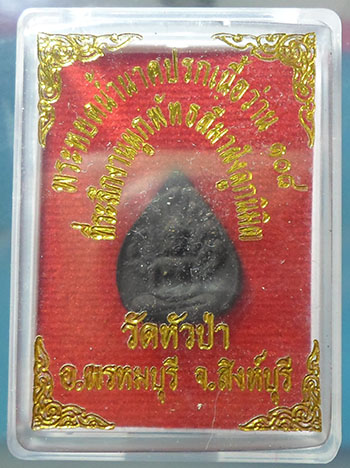 พระหยดน้ำนาคปรกเนื้อว่าน ๑๐๘
ที่ระลึกงานผูกพัทธสีมาฝังลูกนิมิต
วัดหัวป่า
อ.พรหมบุรี จ.สิงห์บุรี